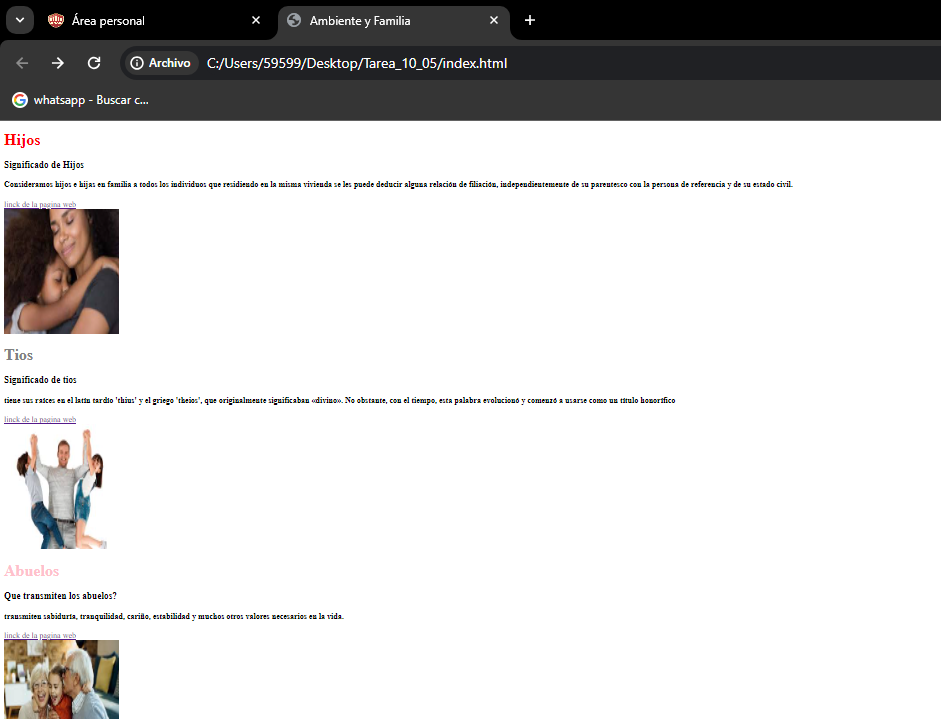 Área personal
Ambiente y Familia
Archivo
C:/Users/59599/Desktop/Tarea_10_05/index.html
whatsapp - Buscar c...
Hijos
Significado de Hijos
Consideramos hijos e hijas en familia a todos los individuos que residiendo en la misma vivienda se les puede deducir alguna relación de filiación, independientemente de su parentesco con la persona de referencia y de su estado civil.
linck de la pagina web
Tios
Significado de tios
tiene sus raíces en el latín tardío 'thius' y el griego 'theios', que originalmente significaban «divino». No obstante, con el tiempo, esta palabra evolucionó y comenzó a usarse como un título honorífico
linck de la pagina web
Abuelos
Que transmiten los abuelos?
transmiten sabiduría, tranquilidad, cariño, estabilidad y muchos otros valores necesarios en la vida.
linck de la pagina web